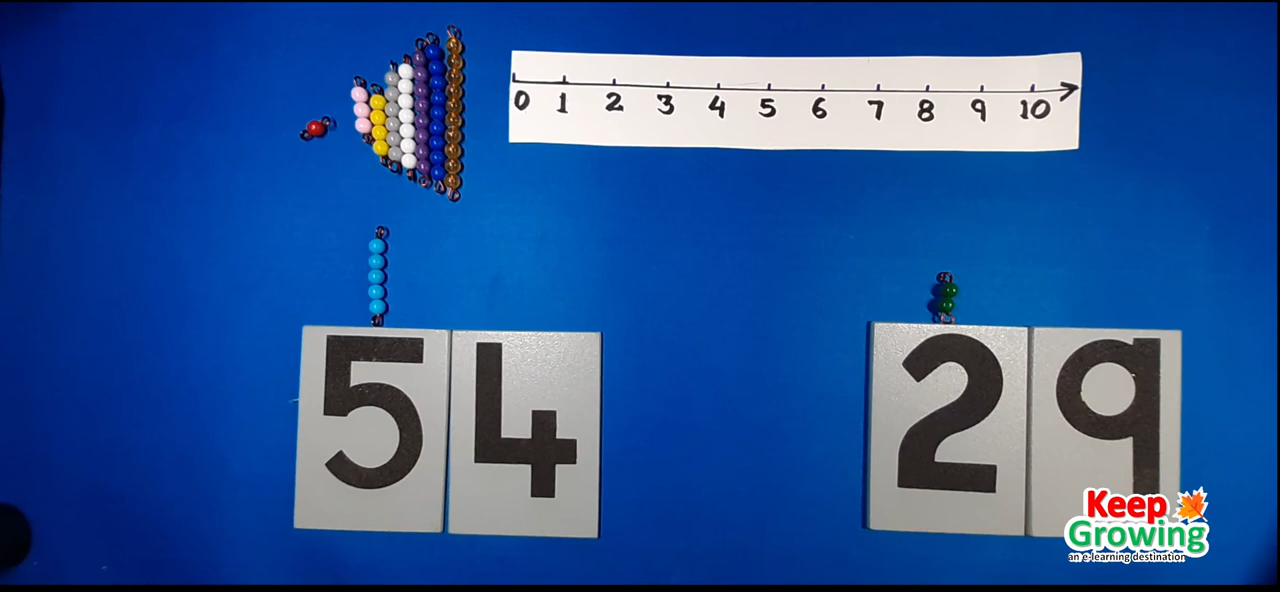 0 1 2 3 4 5 6 7 8 9 10
54
29
Keep
Growing
an e-learning destination